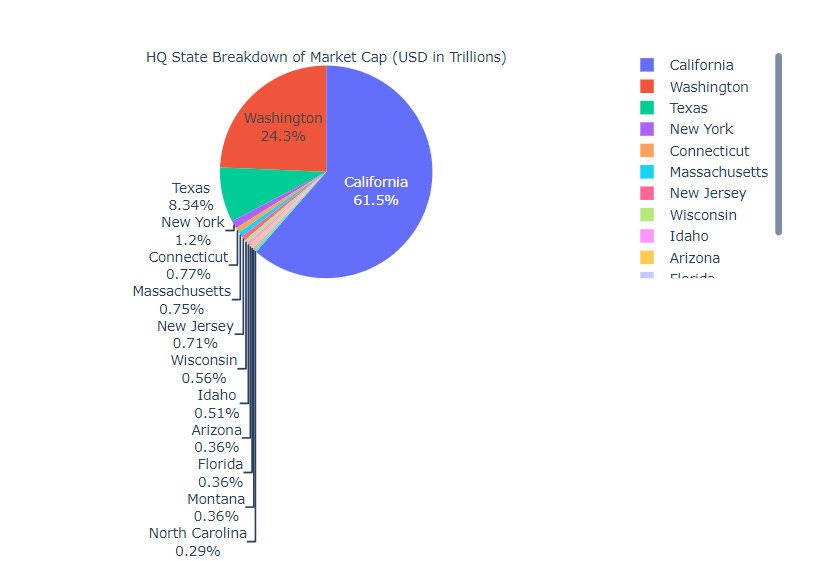 HQ State Breakdown of Market Cap (USD in Trillions)
California
61.5%
Washington
24.3%
Texas
8.34%
New York
1.2%
Connecticut
0.77%
Massachusetts
0.75%
New Jersey
0.71%
Wisconsin
0.56%
Idaho
0.51%
Arizona
0.36%
Florida
0.36%
Montana
0.36%
North Carolina
0.29%
California
Washington
Texas
New York
Connecticut
Massachusetts
New Jersey
Wisconsin
Idaho
Arizona
Florida